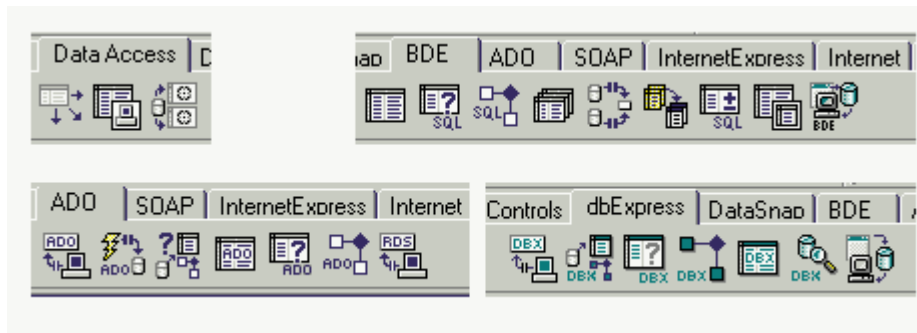 Data Access D
nap BDE ADO SOAP InternetExpress Internet
SQL SQL SQL BDE
ADO SOAP InternetExpress Internet
ADO ADO ADO ADO ADO RDS
Controls dbExpress DataSnap BDE
DBX DBX DBX DBX DBX DBX